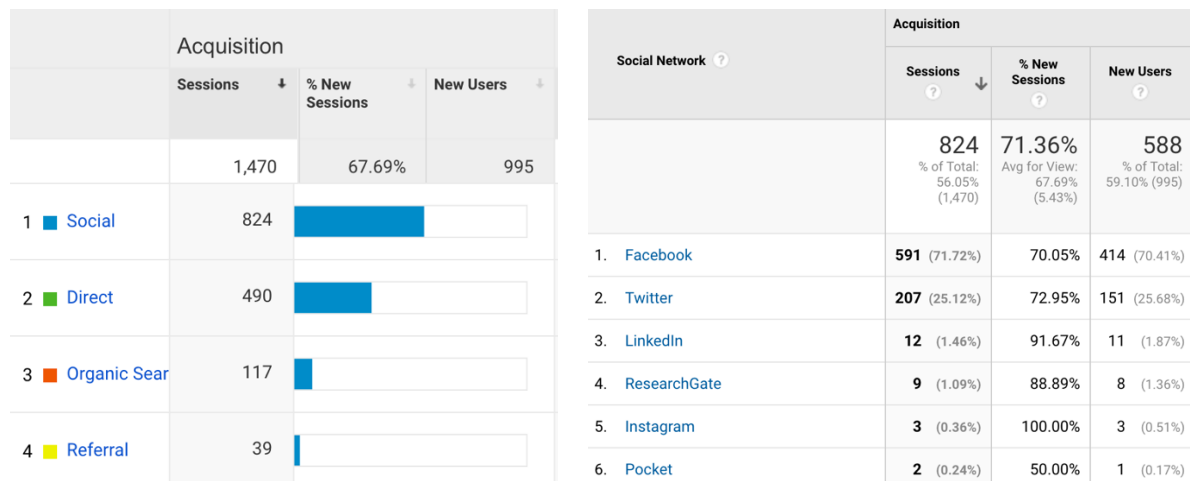 Acquisition
Sessions % New Sessions New Users
1,470 67.69% 995
1 Social 824
2 Direct 490
3 Organic Sear 117
4 Referral 39
Social Network ? Acquisition
Sessions ? % New Sessions ? New Users ?
824 71.36% 588
% of Total: Avg for View: % of Total:
56.05% 67.69% 59.10% (995)
(1,470) (5.43%)
1. Facebook 591 (71.72%) 70.05% 414 (70.41%)
2. Twitter 207 (25.12%) 72.95% 151 (25.68%)
3. LinkedIn 12 (1.46%) 91.67% 11 (1.87%)
4. ResearchGate 9 (1.09%) 88.89% 8 (1.36%)
5. Instagram 3 (0.36%) 100.00% 3 (0.51%)
6. Pocket 2 (0.24%) 50.00% 1 (0.17%)